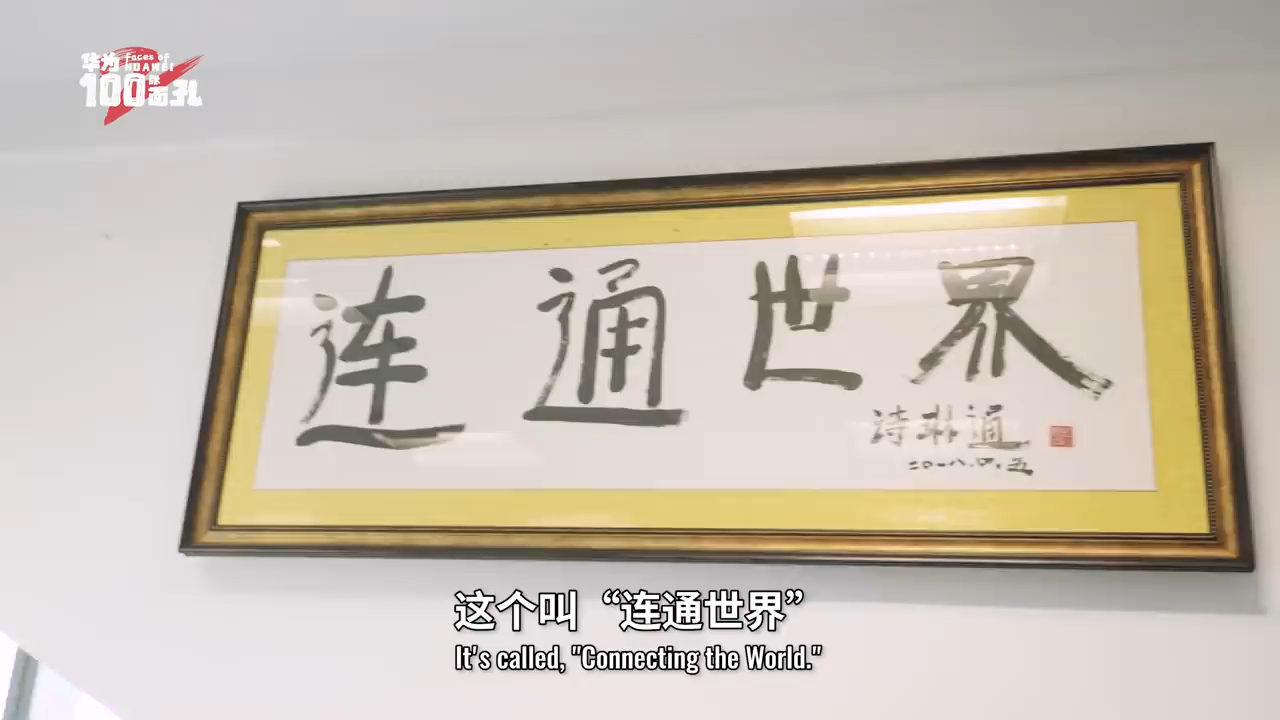 华为 Faces of
HUAWEI
100张面孔
连通世界
诗琳通
二〇一八.四.五
这个叫“连通世界”
It's called, "Connecting the World."